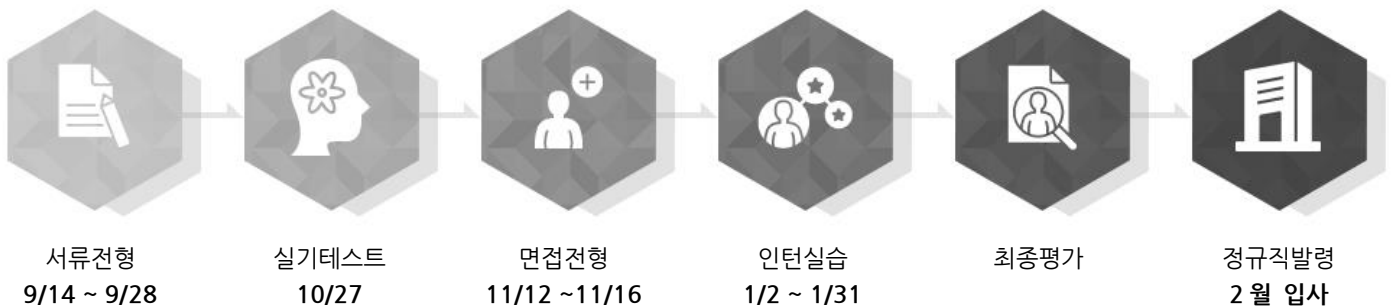 서류전형
9/14 ~ 9/28
실기테스트
10/27
면접전형
11/12 ~11/16
인턴실습
1/2 ~ 1/31
최종평가
정규직발령
2월 입사